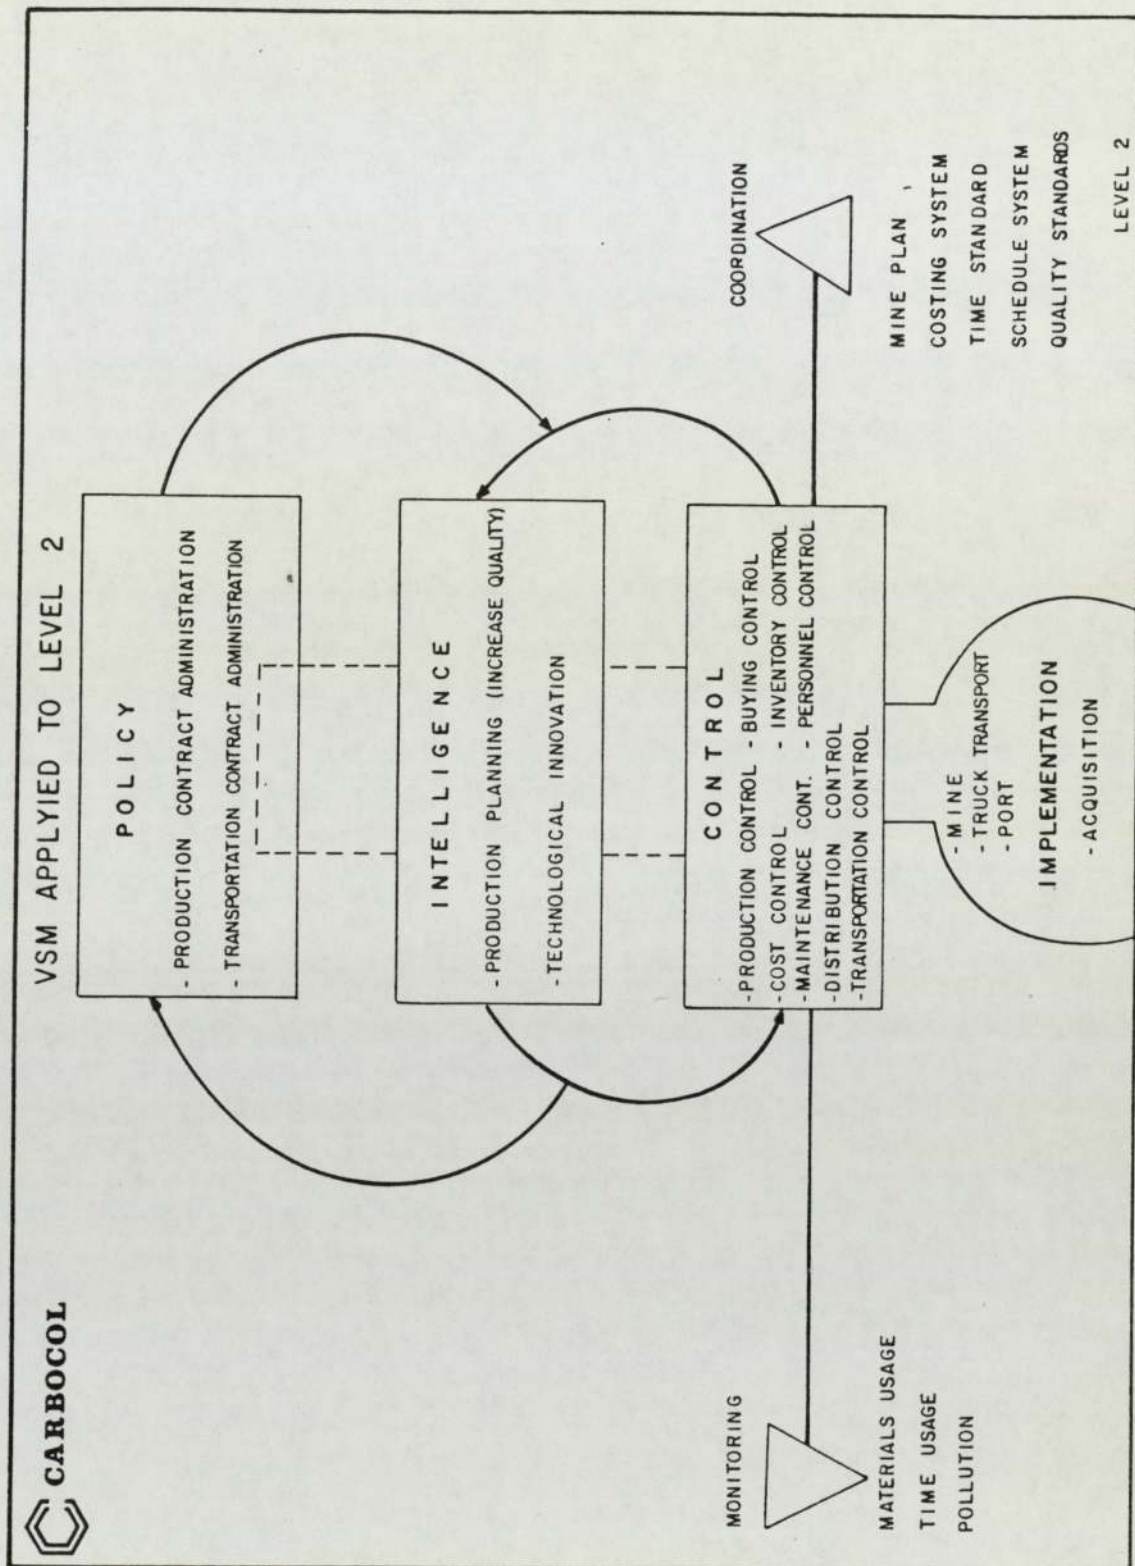 CARBOCOL
VSM APPLYIED TO LEVEL 2
POLICY
- PRODUCTION CONTRACT ADMINISTRATION
- TRANSPORTATION CONTRACT ADMINISTRATION
INTELLIGENCE
- PRODUCTION PLANNING (INCREASE QUALITY)
- TECHNOLOGICAL INNOVATION
CONTROL
-PRODUCTION CONTROL - BUYING CONTROL
-COST CONTROL - INVENTORY CONTROL
-MAINTENANCE CONT. - PERSONNEL CONTROL
-DISTRIBUTION CONTROL
-TRANSPORTATION CONTROL
MONITORING
MATERIALS USAGE
TIME USAGE
POLLUTION
COORDINATION
MINE PLAN
COSTING SYSTEM
TIME STANDARD
SCHEDULE SYSTEM
QUALITY STANDARDS
- MINE
- TRUCK TRANSPORT
- PORT
IMPLEMENTATION
- ACQUISITION
LEVEL 2